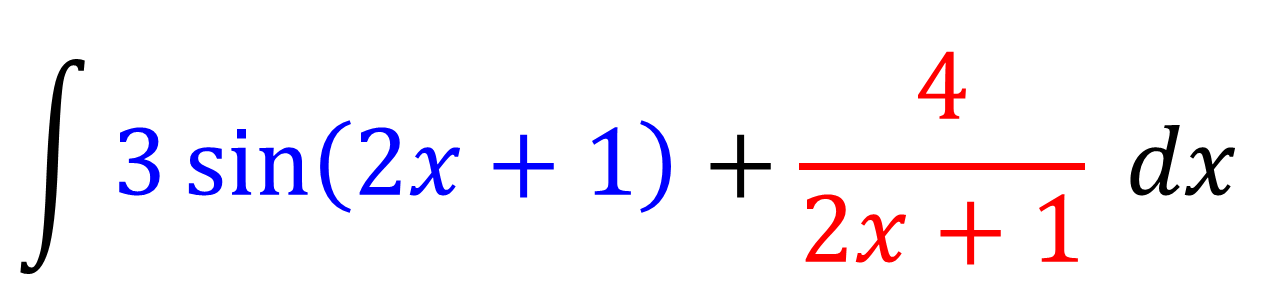 ∫ 3 sin(2x + 1) + 4/(2x + 1) dx